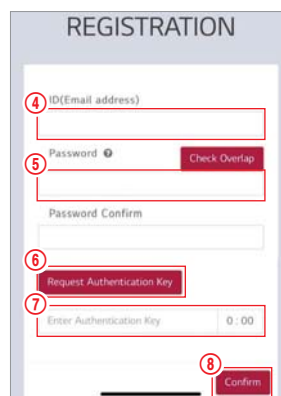 REGISTRATION
④ ID(Email address)
Password ?
Check Overlap
⑤
Password Confirm
⑥
Request Authentication Key
⑦
Enter Authentication Key 0 : 00
⑧
Confirm